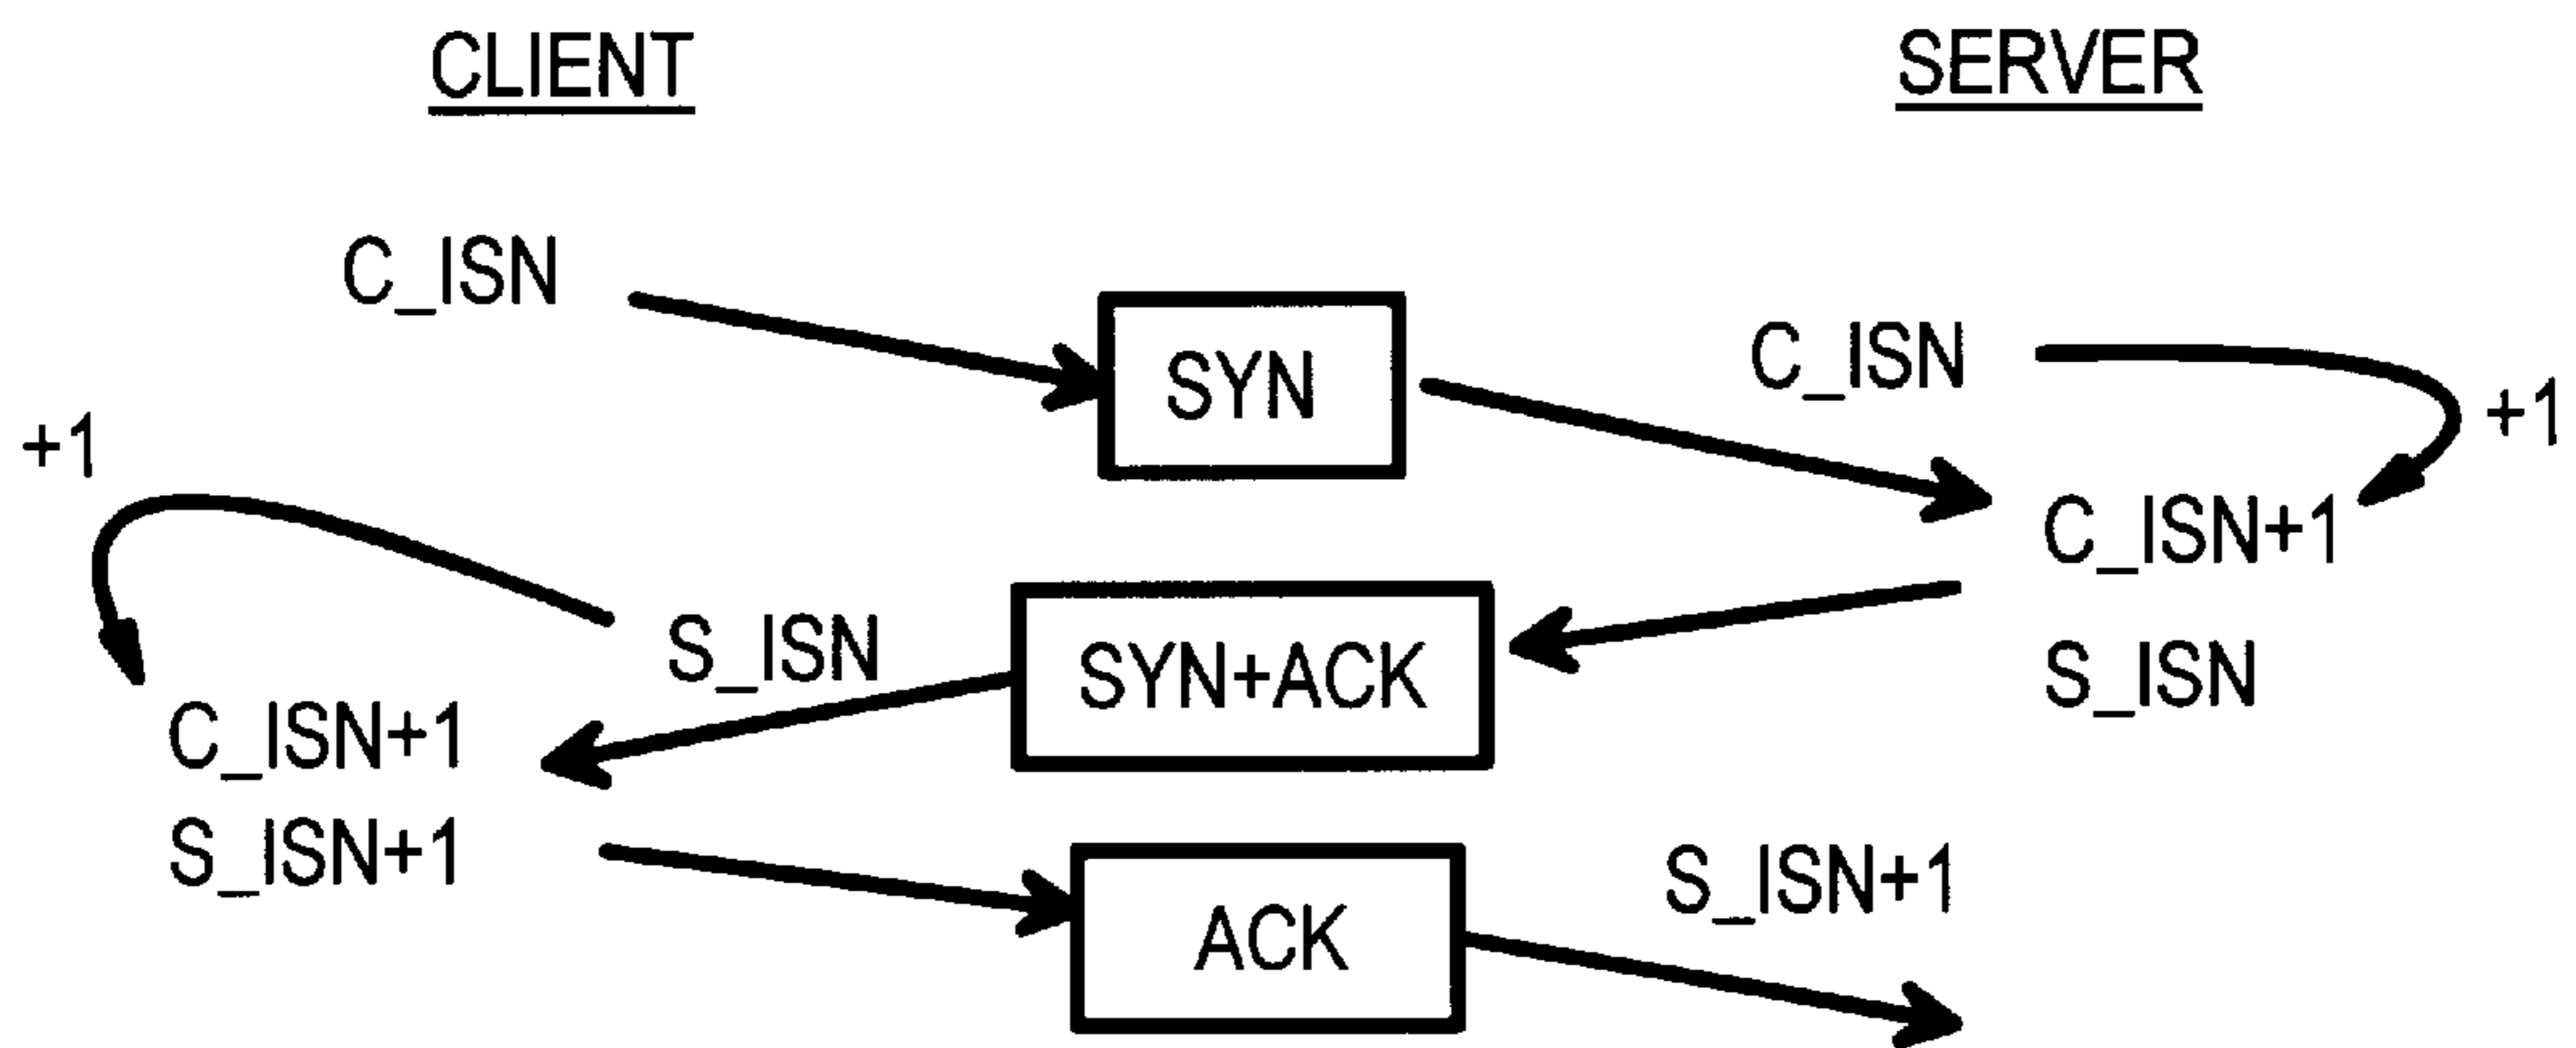 CLIENT
SERVER
C_ISN
SYN
C_ISN
+1
+1
C_ISN+1
S_ISN
SYN+ACK
S_ISN
C_ISN+1
S_ISN+1
ACK
S_ISN+1